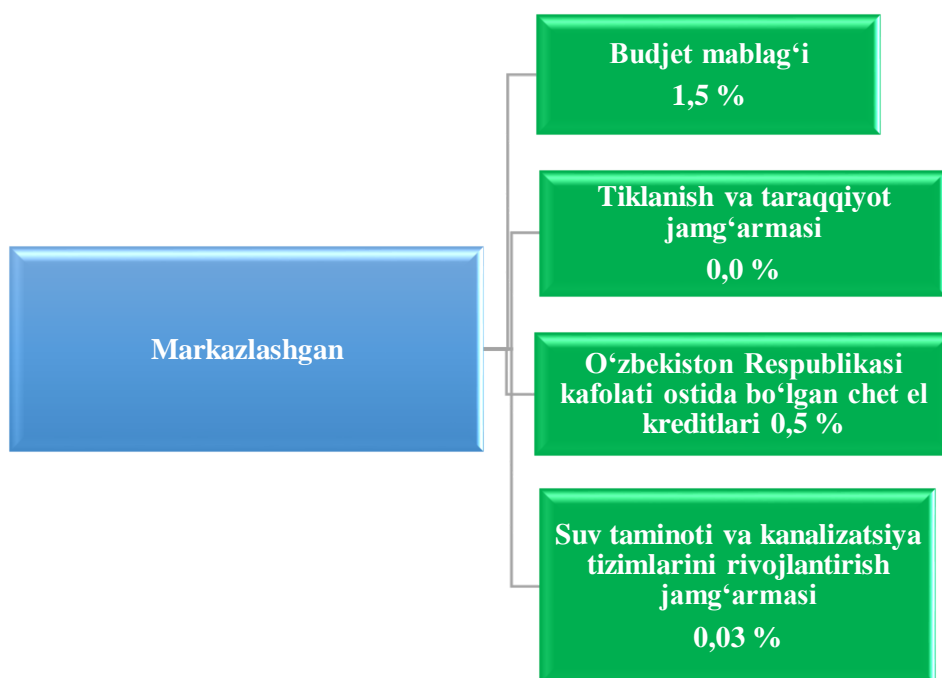 Budjet mablag‘i
1,5 %
Tiklanish va taraqqiyot
jamg‘armasi
0,0 %
Markazlashgan
O‘zbekiston Respublikasi
kafolati ostida bo‘lgan chet el
kreditlari 0,5 %
Suv taminoti va kanalizatsiya
tizimlarini rivojlantirish
jamg‘armasi
0,03 %